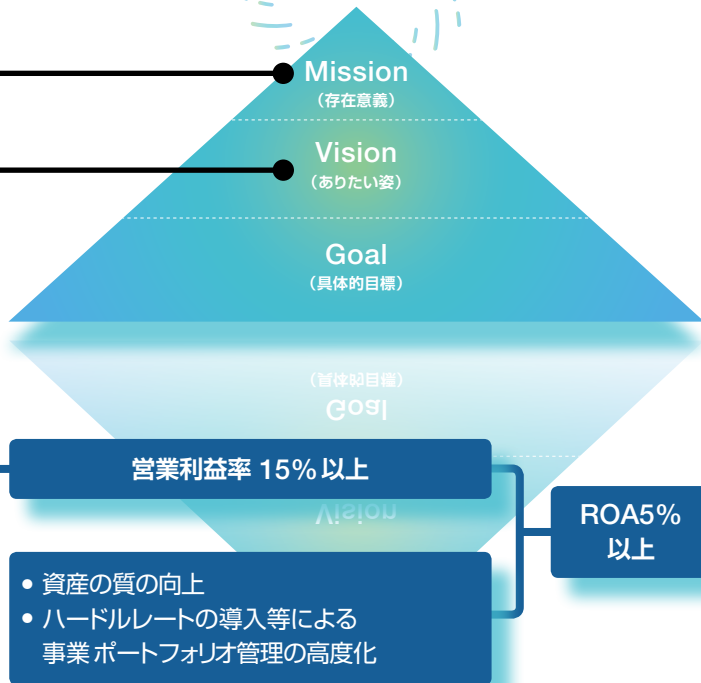 Mission
(存在意義)
Vision
(ありたい姿)
Goal
(具体的目標)
(具体的目標)
Goal
営業利益率 15%以上
Vision
ROA5%
以上
• 資産の質の向上
• ハードルレートの導入等による
事業ポートフォリオ管理の高度化